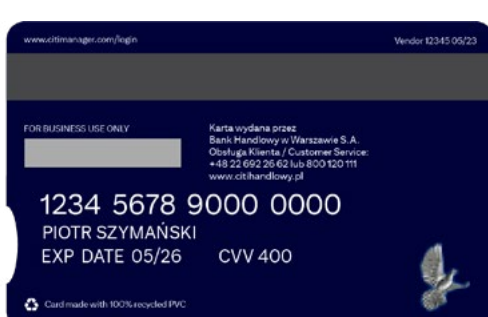 www.citimanager.com/login
Vendor 12345 05/23
FOR BUSINESS USE ONLY
Karta wydana przez
Bank Handlowy w Warszawie S.A.
Obsługa Klienta / Customer Service:
+48 22 692 26 62 lub 800 120 111
www.citihandlowy.pl
1234 5678 9000 0000
PIOTR SZYMAŃSKI
EXP DATE 05/26 CVV 400
Card made with 100% recycled PVC